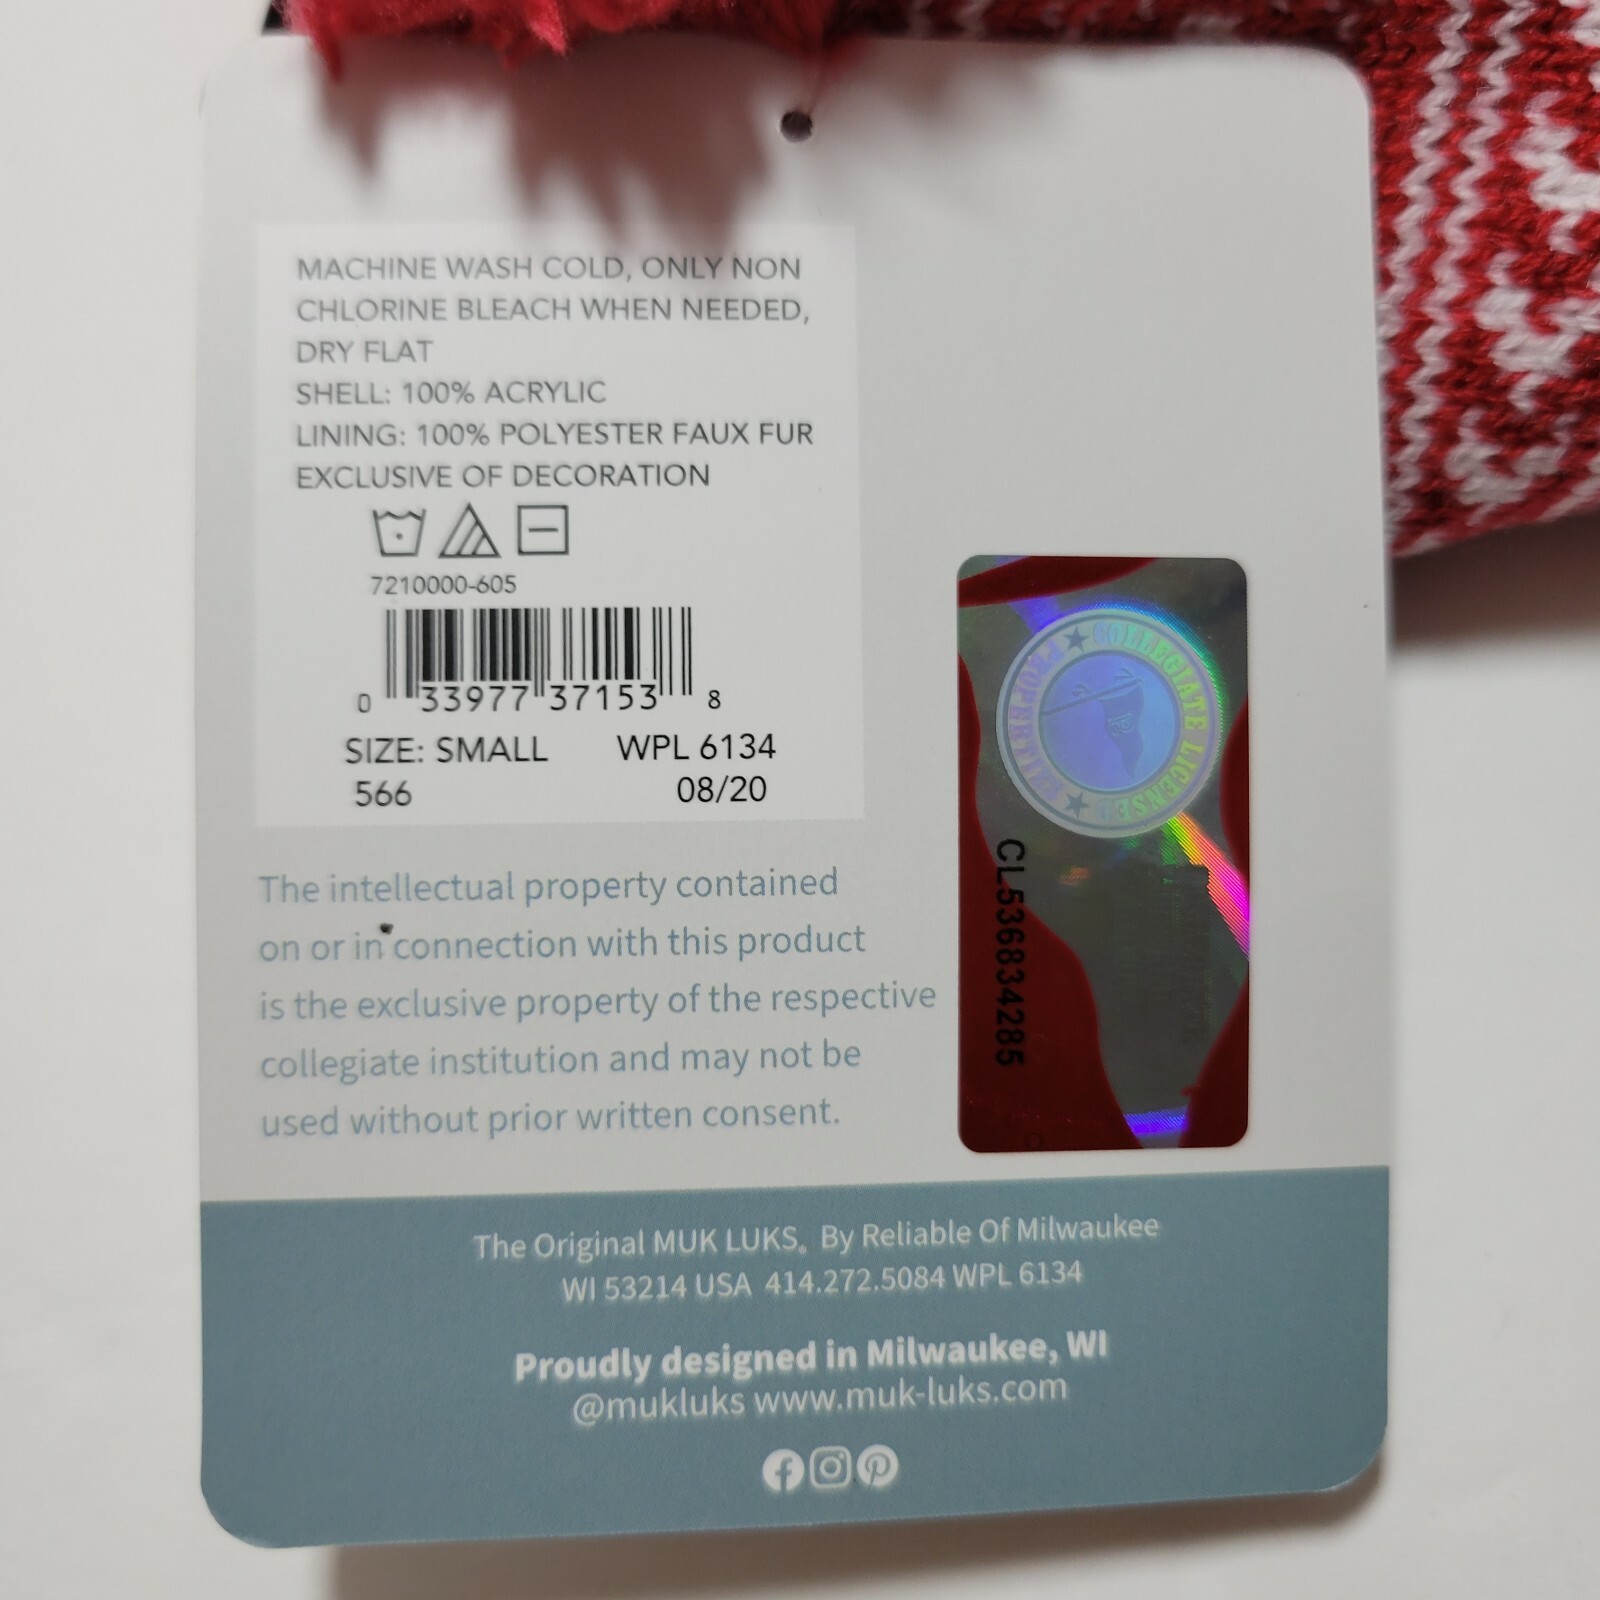 MACHINE WASH COLD, ONLY NON
CHLORINE BLEACH WHEN NEEDED,
DRY FLAT
SHELL: 100% ACRYLIC
LINING: 100% POLYESTER FAUX FUR
EXCLUSIVE OF DECORATION
7210000-605
0 33977 37153 8
SIZE: SMALL WPL 6134
566 08/20
COLLEGIATE LICENSED
CL536834285
The intellectual property contained
on or in connection with this product
is the exclusive property of the respective
collegiate institution and may not be
used without prior written consent.
The Original MUK LUKS® By Reliable Of Milwaukee
WI 53214 USA 414.272.5084 WPL 6134
Proudly designed in Milwaukee, WI
@mukluks www.muk-luks.com